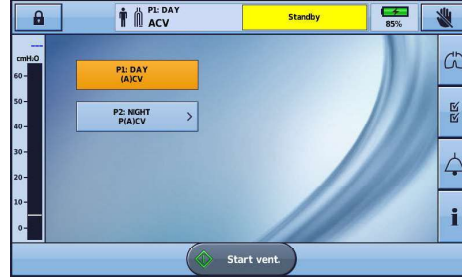 P1: DAY
ACV
Standby
85%
---
cmH2O
60
50
40
30
20
10
0
P1: DAY
(A)CV
P2: NIGHT
P(A)CV
Start vent.